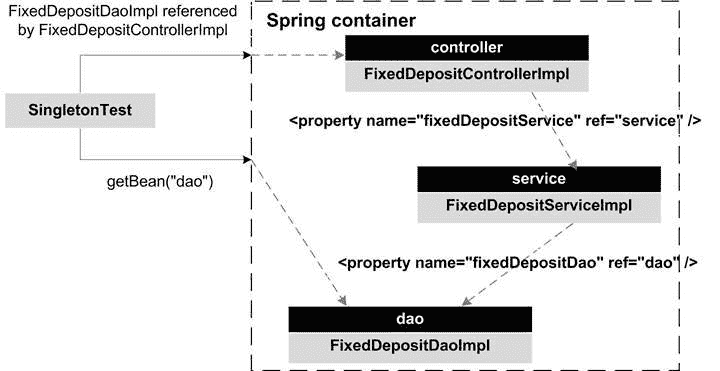 FixedDepositDaoImpl referenced
by FixedDepositControllerImpl
Spring container
controller
FixedDepositControllerImpl
SingletonTest
<property name="fixedDepositService" ref="service" />
getBean("dao")
service
FixedDepositServiceImpl
<property name="fixedDepositDao" ref="dao" />
dao
FixedDepositDaoImpl